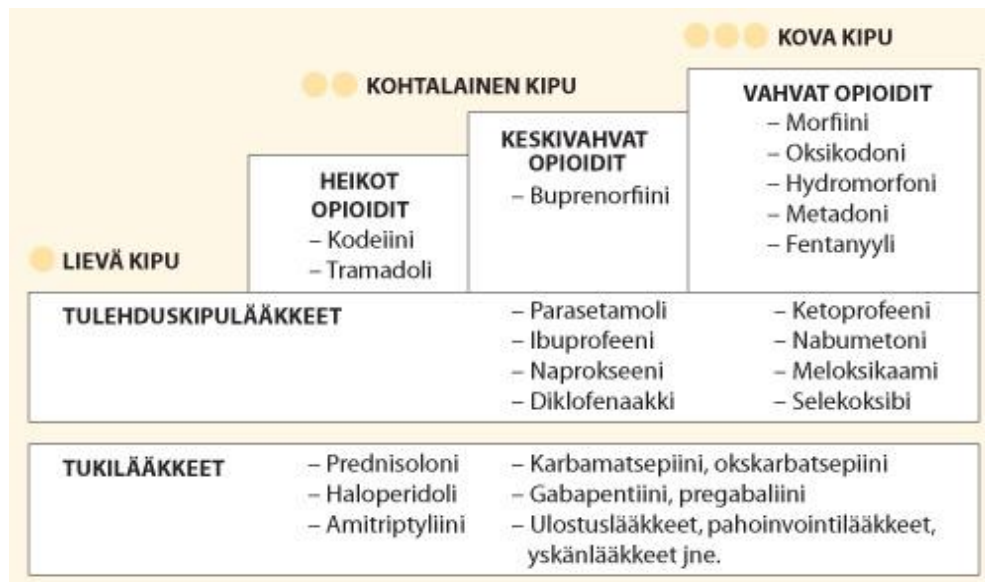 KOVA KIPU
KOHTALAINEN KIPU
LIEVÄ KIPU
HEIKOT
OPIOIDIT
– Kodeiini
– Tramadoli
KESKIVAHVAT
OPIOIDIT
– Buprenorfiini
VAHVAT OPIOIDIT
– Morfiini
– Oksikodoni
– Hydromorfoni
– Metadoni
– Fentanyyli
TULEHDUSKIPULÄÄKKEET
– Parasetamoli
– Ibuprofeeni
– Naprokseeni
– Diklofenaakki
– Ketoprofeeni
– Nabumetoni
– Meloksikaami
– Selekoksibi
TUKILÄÄKKEET
– Prednisoloni
– Haloperidoli
– Amitriptyliini
– Karbamatsepiini, okskarbatsepiini
– Gabapentiini, pregabaliini
– Ulostuslääkkeet, pahoinvointilääkkeet,
yskänlääkkeet jne.